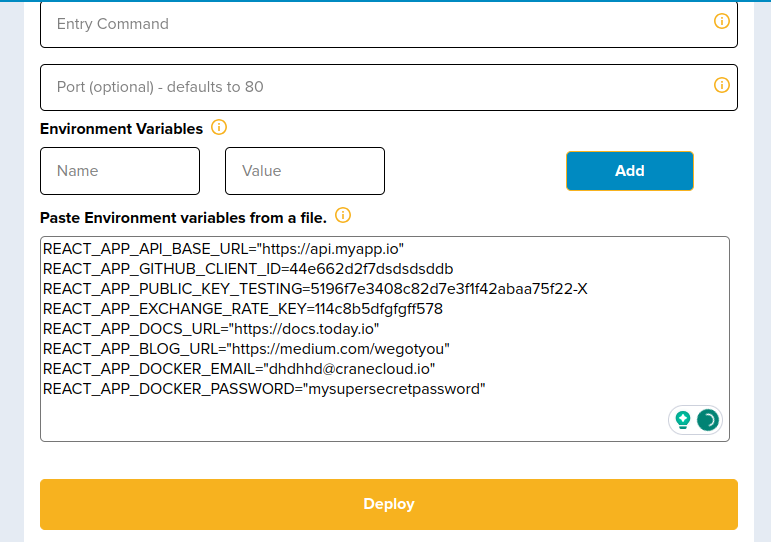 Entry Command
Port (optional) - defaults to 80
Environment Variables
Name
Value
Add
Paste Environment variables from a file.
REACT_APP_API_BASE_URL="https://api.myapp.io"
REACT_APP_GITHUB_CLIENT_ID=44e662d2f7dsdsdsddb
REACT_APP_PUBLIC_KEY_TESTING=5196f7e3408c82d7e3f1f42abaa75f22-X
REACT_APP_EXCHANGE_RATE_KEY=114c8b5dfgfgff578
REACT_APP_DOCS_URL="https://docs.today.io"
REACT_APP_BLOG_URL="https://medium.com/wegotyou"
REACT_APP_DOCKER_EMAIL="dhdhhd@cranecloud.io"
REACT_APP_DOCKER_PASSWORD="mysupersecretpassword"
Deploy